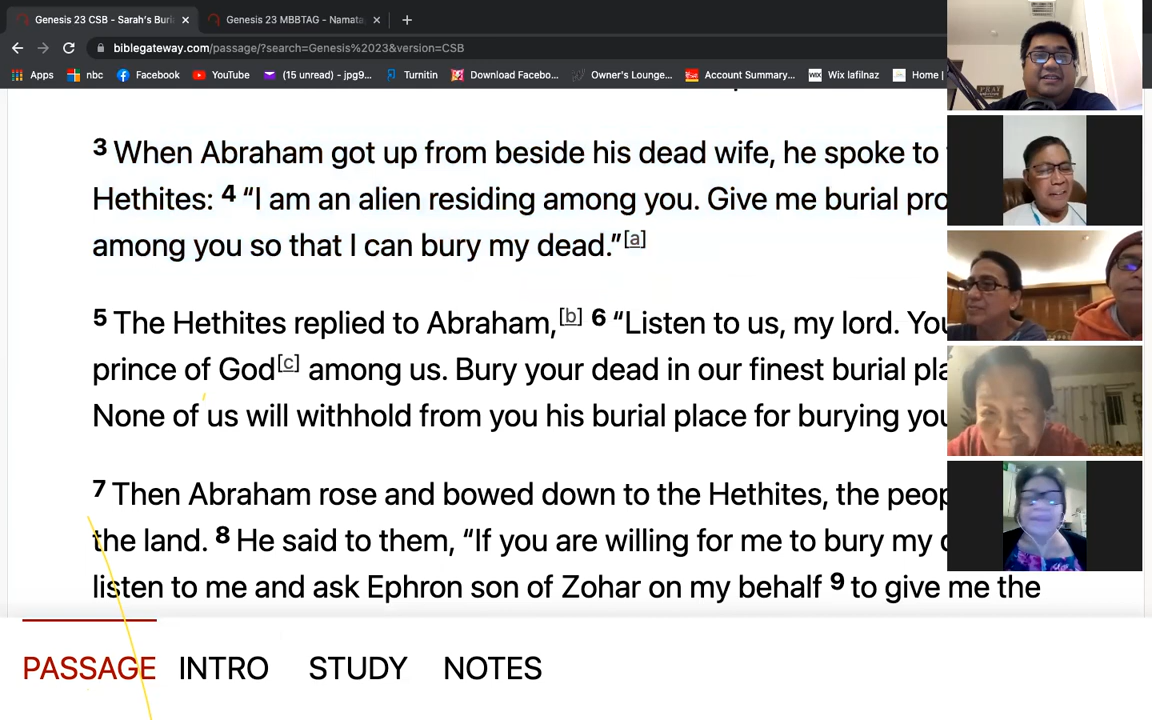 Genesis 23 CSB - Sarah's Buri
Genesis 23 MBBTAG - Namata
biblegateway.com/passage/?search=Genesis%2023&version=CSB
Apps nbc Facebook YouTube (15 unread) - jpg9... Turnitin Download Facebo... Owner's Lounge... Account Summary... WIX Wix lafilnaz Home |
3 When Abraham got up from beside his dead wife, he spoke to
Hethites: 4 “I am an alien residing among you. Give me burial pro
among you so that I can bury my dead.”[a]
5 The Hethites replied to Abraham,[b] 6 “Listen to us, my lord. You
prince of God[c] among us. Bury your dead in our finest burial pla
None of us will withhold from you his burial place for burying you
7 Then Abraham rose and bowed down to the Hethites, the peop
the land. 8 He said to them, “If you are willing for me to bury my
listen to me and ask Ephron son of Zohar on my behalf 9 to give me the
PASSAGE INTRO STUDY NOTES